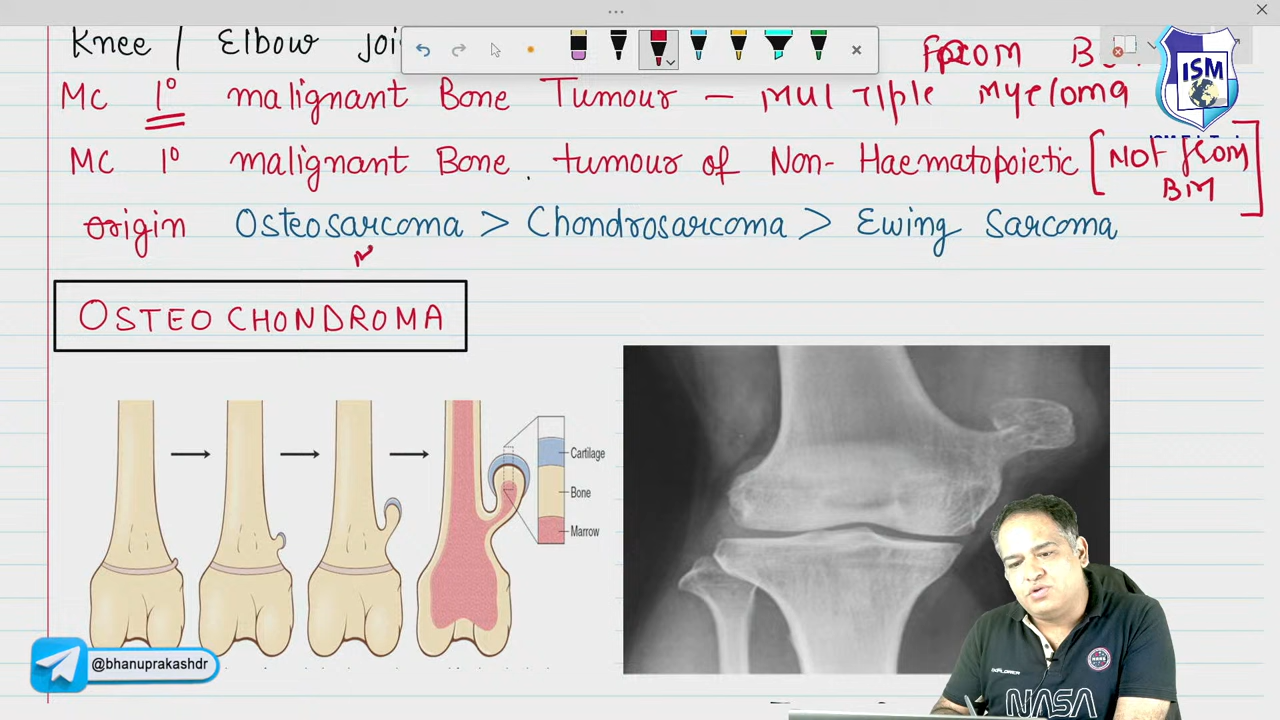 Knee / Elbow
from
Mc 1° malignant Bone Tumour – Multiple Myeloma
MC 1° malignant Bone tumour of Non-Haematopoietic [NOT from BM]
origin Osteosarcoma > Chondrosarcoma > Ewing Sarcoma
OSTEOCHONDROMA
Cartilage
Bone
Marrow
@bhanuprakashdr
ISM
NASA